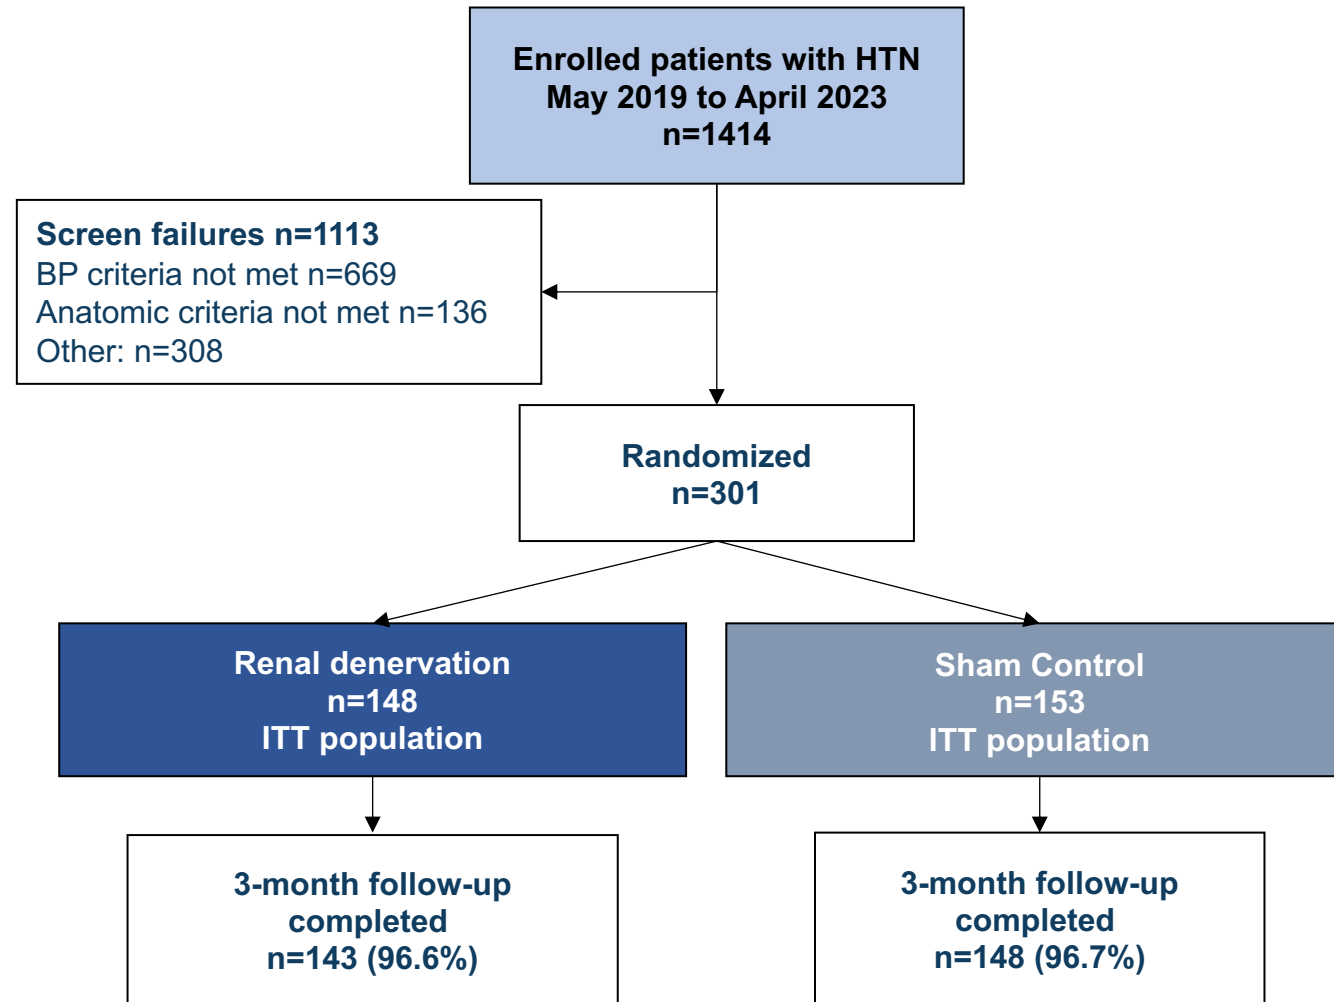 Enrolled patients with HTN
May 2019 to April 2023
n=1414
Screen failures n=1113
BP criteria not met n=669
Anatomic criteria not met n=136
Other: n=308
Randomized
n=301
Renal denervation
n=148
ITT population
Sham Control
n=153
ITT population
3-month follow-up
completed
n=143 (96.6%)
3-month follow-up
completed
n=148 (96.7%)